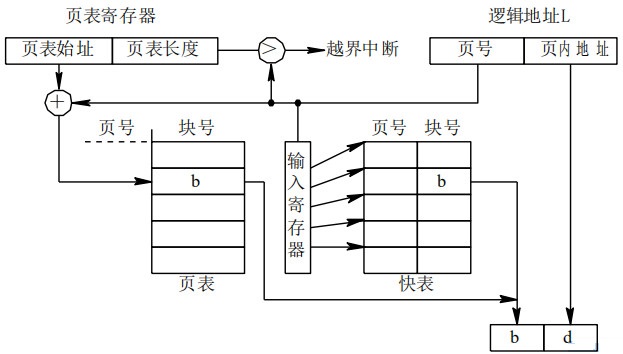 页表寄存器
逻辑地址L
页表始址 页表长度
>
越界中断
页号 页内地址
+
页号 块号
b
页表
输入寄存器
页号 块号
b
快表
b d